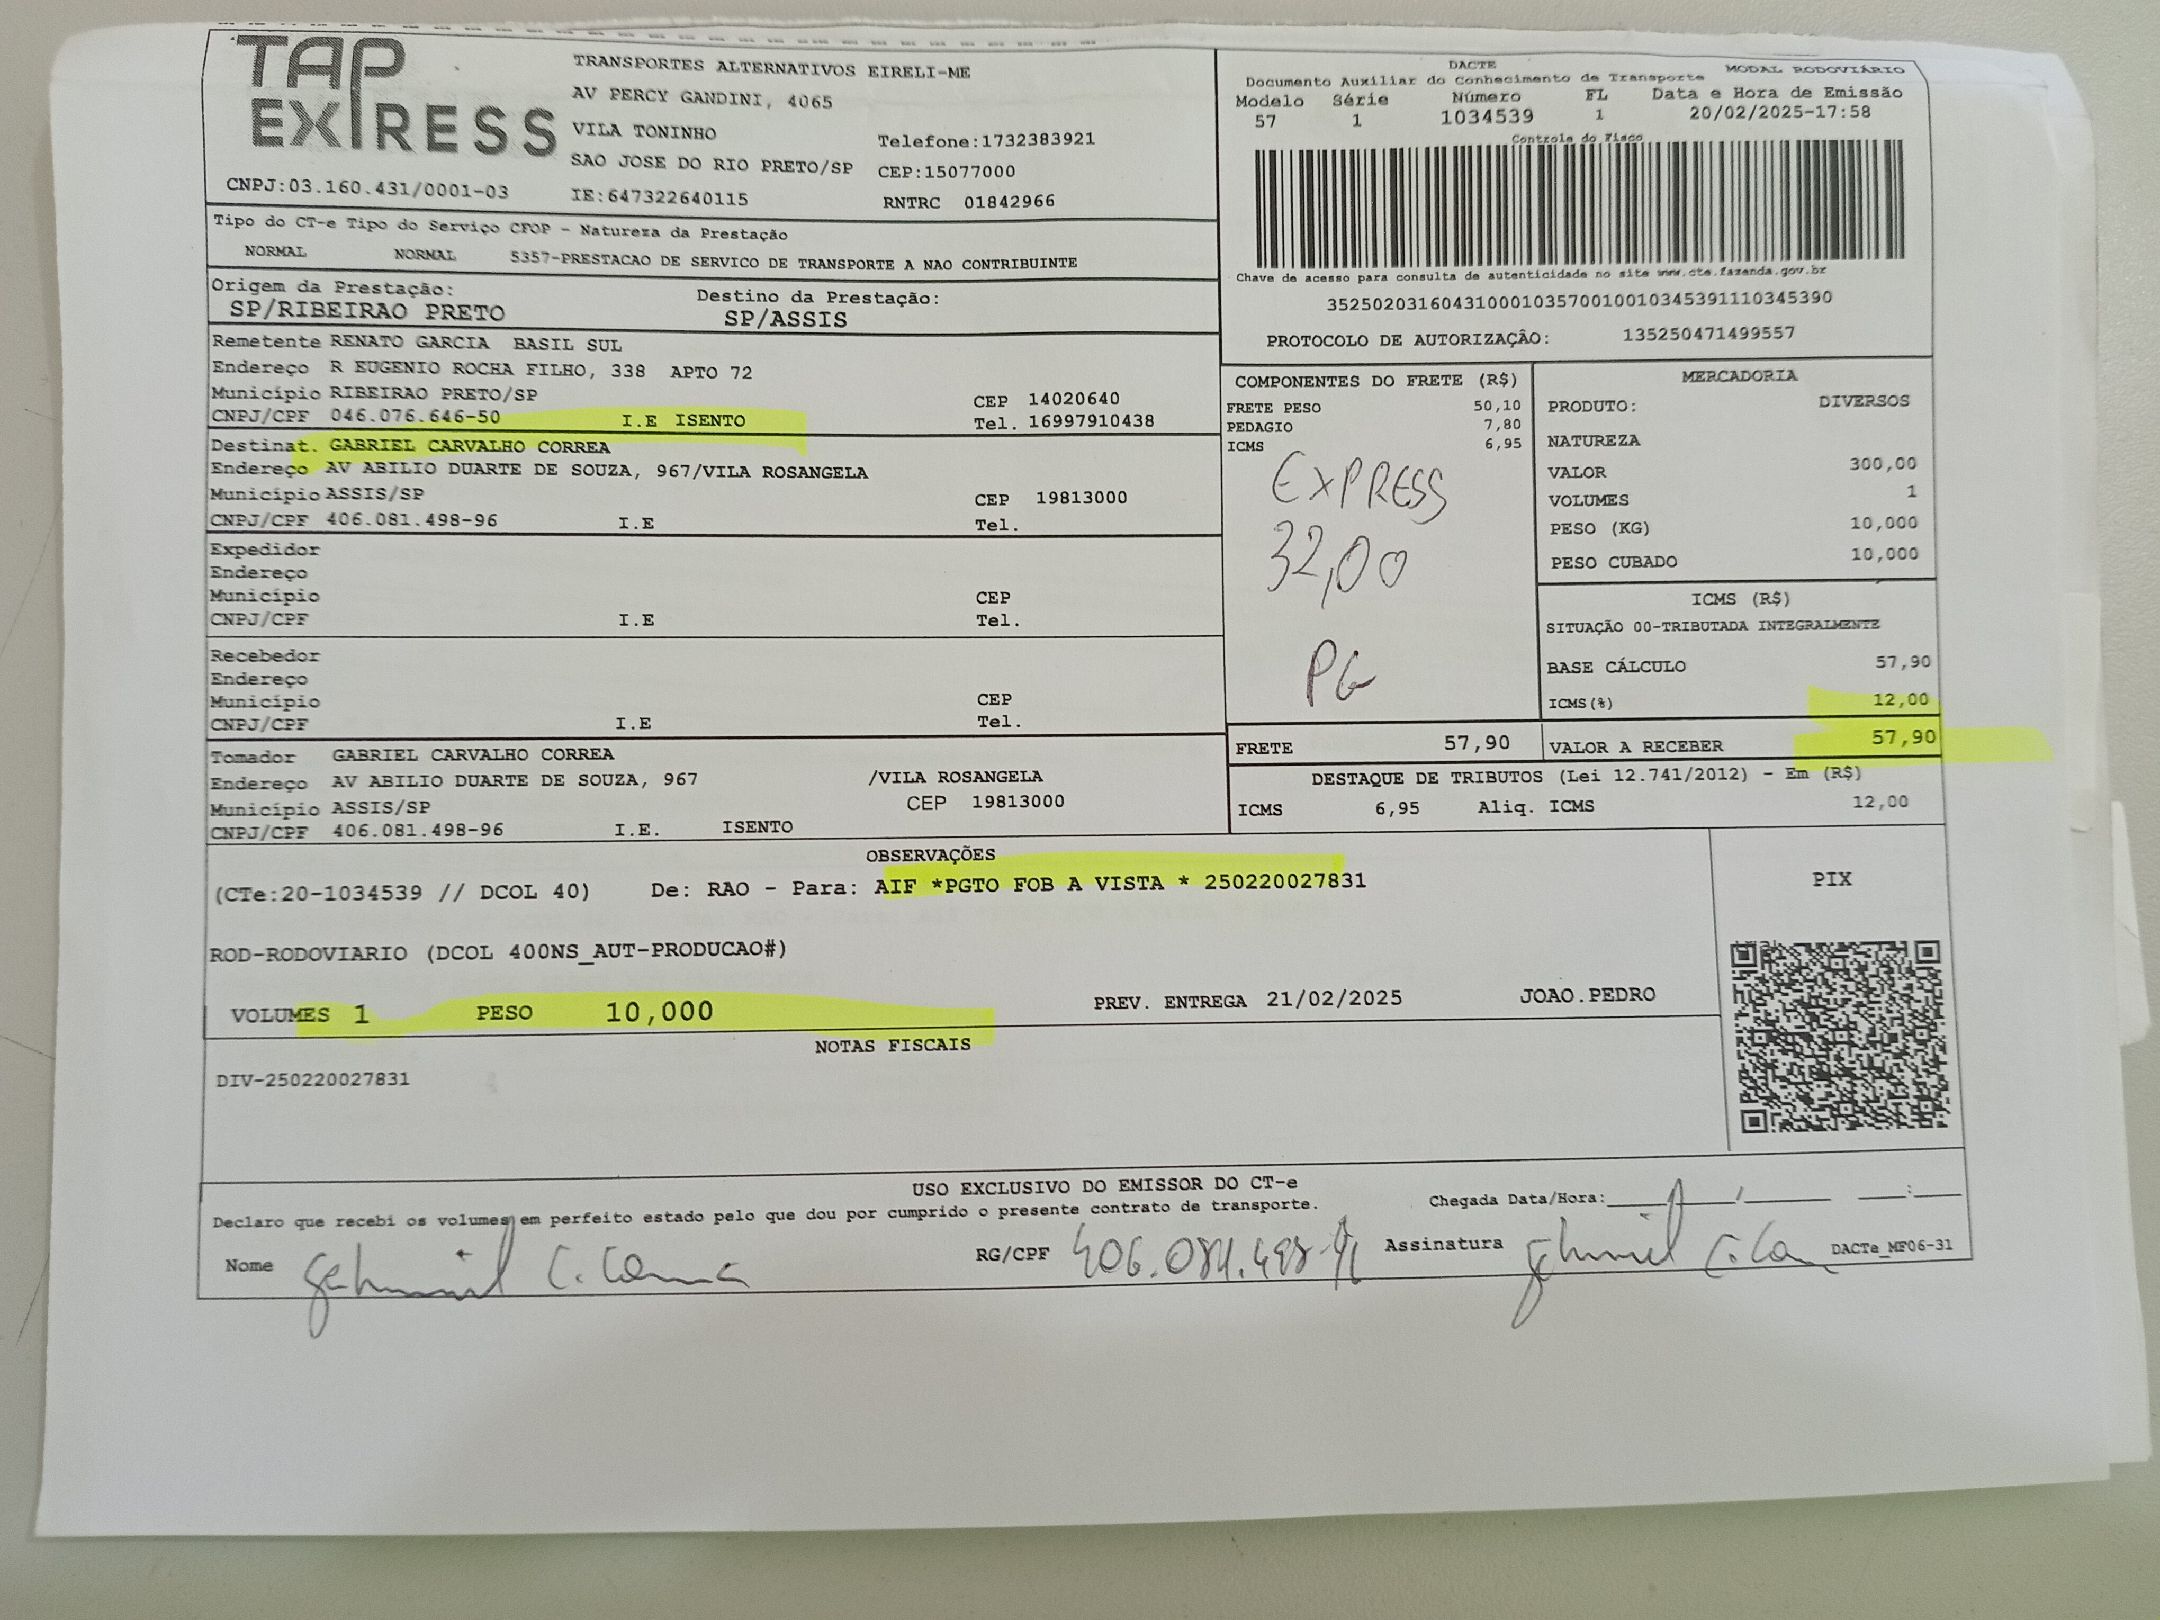 TAP
EXPRESS
TRANSPORTES ALTERNATIVOS EIRELI-ME
AV PERCY GANDINI, 4065
VILA TONINHO
Telefone:1732383921
SAO JOSE DO RIO PRETO/SP CEP:15077000
CNPJ:03.160.431/0001-03 IE:647322640115 RNTRC 01842966
DACTE MODAL RODOVIÁRIO
Documento Auxiliar do Conhecimento de Transporte
Modelo Série Número FL Data e Hora de Emissão
57 1 1034539 1 20/02/2025-17:58
Controle do Fisco
Chave de acesso para consulta de autenticidade no site www.cte.fazenda.gov.br
35250203160431000103570010010345391110345390
PROTOCOLO DE AUTORIZAÇÃO: 135250471499557
Tipo do CT-e Tipo do Serviço CFOP - Natureza da Prestação
NORMAL NORMAL 5357-PRESTACAO DE SERVICO DE TRANSPORTE A NAO CONTRIBUINTE
Origem da Prestação: Destino da Prestação:
SP/RIBEIRAO PRETO SP/ASSIS
Remetente RENATO GARCIA BASIL SUL
Endereço R EUGENIO ROCHA FILHO, 338 APTO 72
Município RIBEIRAO PRETO/SP CEP 14020640
CNPJ/CPF 046.076.646-50 I.E ISENTO Tel. 16997910438
Destinat. GABRIEL CARVALHO CORREA
Endereço AV ABILIO DUARTE DE SOUZA, 967/VILA ROSANGELA
Município ASSIS/SP CEP 19813000
CNPJ/CPF 406.081.498-96 I.E Tel.
Expedidor
Endereço
Município CEP
CNPJ/CPF I.E Tel.
Recebedor
Endereço
Município CEP
CNPJ/CPF I.E Tel.
Tomador GABRIEL CARVALHO CORREA
Endereço AV ABILIO DUARTE DE SOUZA, 967 /VILA ROSANGELA
Município ASSIS/SP CEP 19813000
CNPJ/CPF 406.081.498-96 I.E. ISENTO
COMPONENTES DO FRETE (R$)
FRETE PESO 50,10
PEDAGIO 7,80
ICMS 6,95
EXPRESS
32,00
PG
MERCADORIA
PRODUTO: DIVERSOS
NATUREZA
VALOR 300,00
VOLUMES 1
PESO (KG) 10,000
PESO CUBADO 10,000
ICMS (R$)
SITUAÇÃO 00-TRIBUTADA INTEGRALMENTE
BASE CÁLCULO 57,90
ICMS(%) 12,00
FRETE 57,90 VALOR A RECEBER 57,90
DESTAQUE DE TRIBUTOS (Lei 12.741/2012) - Em (R$)
ICMS 6,95 Aliq. ICMS 12,00
OBSERVAÇÕES
(CTe:20-1034539 // DCOL 40) De: RAO - Para: AIF *PGTO FOB A VISTA * 250220027831
ROD-RODOVIARIO (DCOL 400NS_AUT-PRODUCAO#)
VOLUMES 1 PESO 10,000 PREV. ENTREGA 21/02/2025 JOAO.PEDRO
PIX
NOTAS FISCAIS
DIV-250220027831
USO EXCLUSIVO DO EMISSOR DO CT-e
Declaro que recebi os volumes em perfeito estado pelo que dou por cumprido o presente contrato de transporte. Chegada Data/Hora:
Nome Gabriel C. Correa RG/CPF 406.081.498-96 Assinatura DACTe_MF06-31